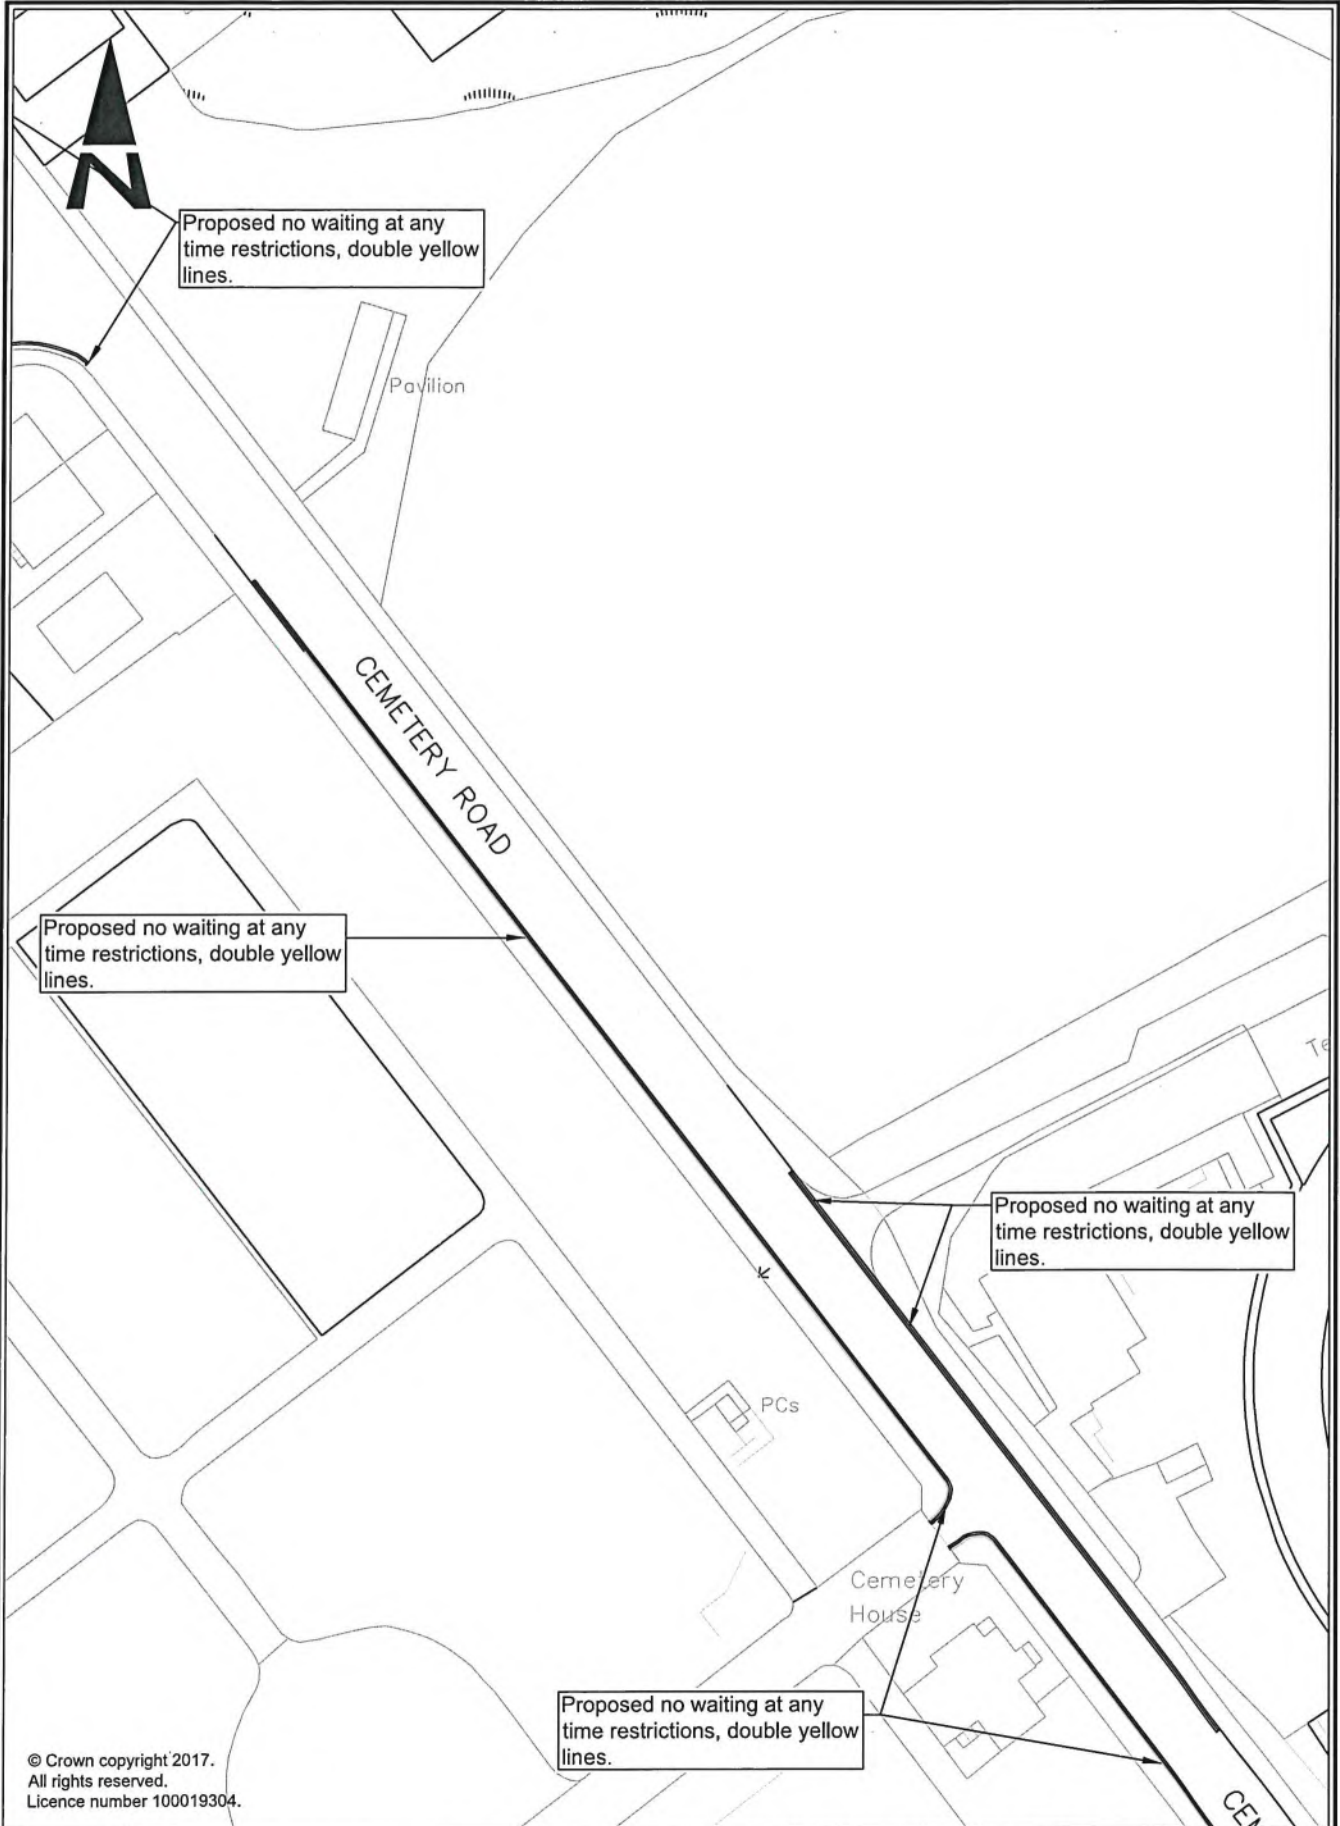 N
Proposed no waiting at any
time restrictions, double yellow
lines.
Pavilion
CEMETERY ROAD
Proposed no waiting at any
time restrictions, double yellow
lines.
Te
Proposed no waiting at any
time restrictions, double yellow
lines.
PCs
Cemetery
House
Proposed no waiting at any
time restrictions, double yellow
lines.
© Crown copyright 2017.
All rights reserved.
Licence number 100019304.
CEM